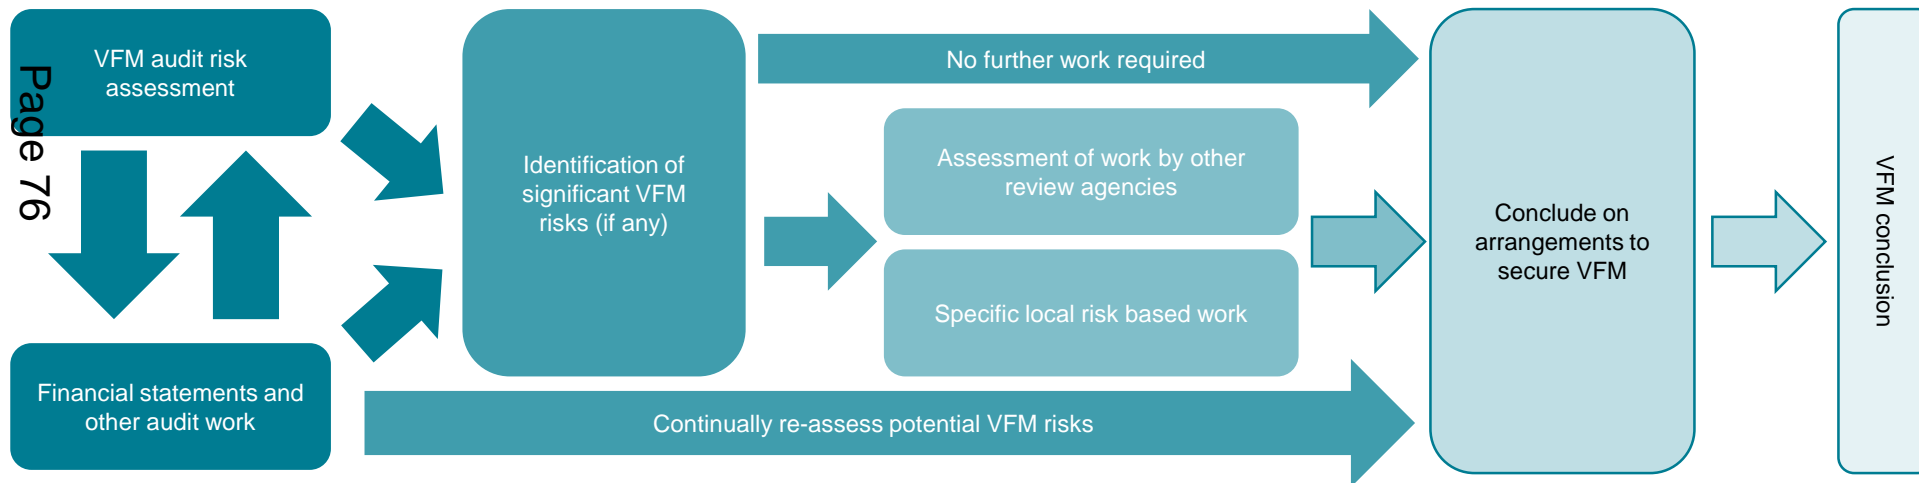 Page 76
VFM audit risk
assessment
Financial statements and
other audit work
Identification of
significant VFM
risks (if any)
No further work required
Assessment of work by other
review agencies
Specific local risk based work
Continually re-assess potential VFM risks
Conclude on
arrangements to
secure VFM
VFM conclusion